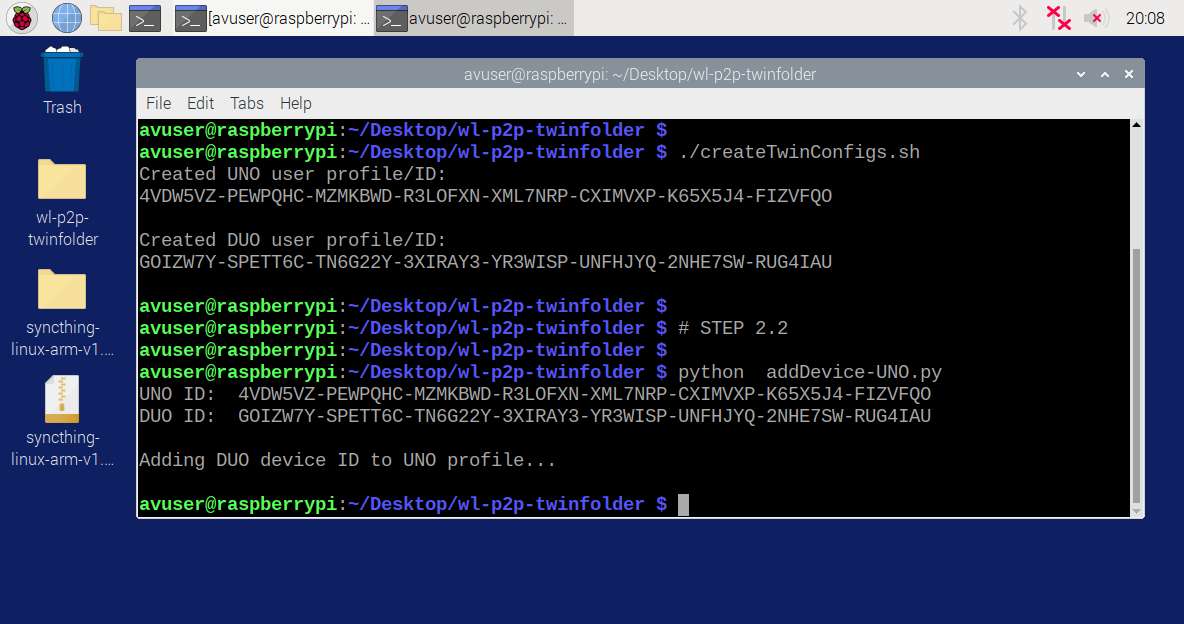 [avuser@raspberrypi: ...
avuser@raspberrypi: ...
20:08
Trash
wl-p2p-
twinfolder
syncthing-
linux-arm-v1....
syncthing-
linux-arm-v1....
avuser@raspberrypi: ~/Desktop/wl-p2p-twinfolder
File Edit Tabs Help
avuser@raspberrypi:~/Desktop/wl-p2p-twinfolder $
avuser@raspberrypi:~/Desktop/wl-p2p-twinfolder $ ./createTwinConfigs.sh
Created UNO user profile/ID:
4VDW5VZ-PEWPQHC-MZMKBWD-R3LOFXN-XML7NRP-CXIMVXP-K65X5J4-FIZVFQO
Created DUO user profile/ID:
GOIZW7Y-SPETT6C-TN6G22Y-3XIRAY3-YR3WISP-UNFHJYQ-2NHE7SW-RUG4IAU
avuser@raspberrypi:~/Desktop/wl-p2p-twinfolder $
avuser@raspberrypi:~/Desktop/wl-p2p-twinfolder $ # STEP 2.2
avuser@raspberrypi:~/Desktop/wl-p2p-twinfolder $
avuser@raspberrypi:~/Desktop/wl-p2p-twinfolder $ python  addDevice-UNO.py
UNO ID:  4VDW5VZ-PEWPQHC-MZMKBWD-R3LOFXN-XML7NRP-CXIMVXP-K65X5J4-FIZVFQO
DUO ID:  GOIZW7Y-SPETT6C-TN6G22Y-3XIRAY3-YR3WISP-UNFHJYQ-2NHE7SW-RUG4IAU
Adding DUO device ID to UNO profile...
avuser@raspberrypi:~/Desktop/wl-p2p-twinfolder $